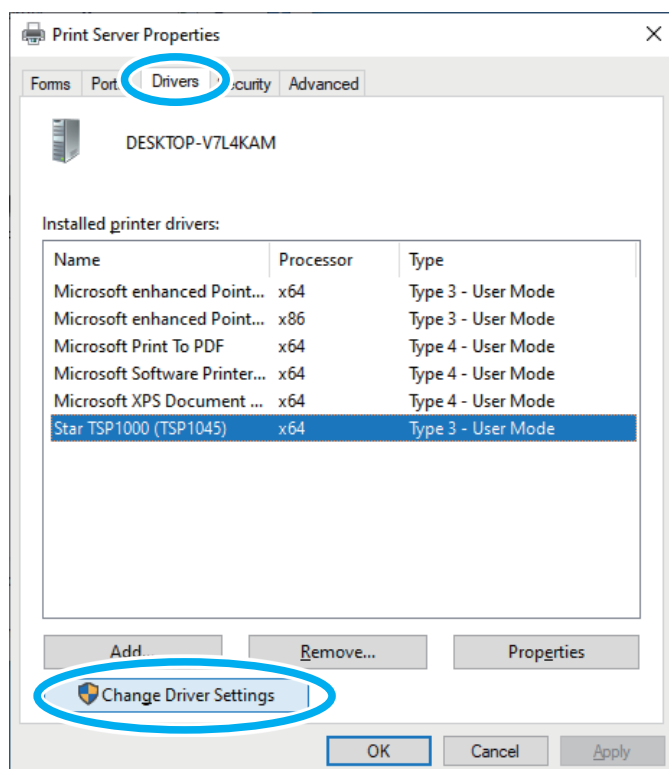 Print Server Properties
Forms Drivers Advanced
DESKTOP-V7L4KAM
Installed printer drivers:
Name Processor Type
Microsoft enhanced Point... x64 Type 3 - User Mode
Microsoft enhanced Point... x86 Type 3 - User Mode
Microsoft Print To PDF x64 Type 4 - User Mode
Microsoft Software Printer... x64 Type 4 - User Mode
Microsoft XPS Document ... x64 Type 4 - User Mode
Star TSP1000 (TSP1045) x64 Type 3 - User Mode
Add... Remove... Properties
Change Driver Settings
OK Cancel Apply